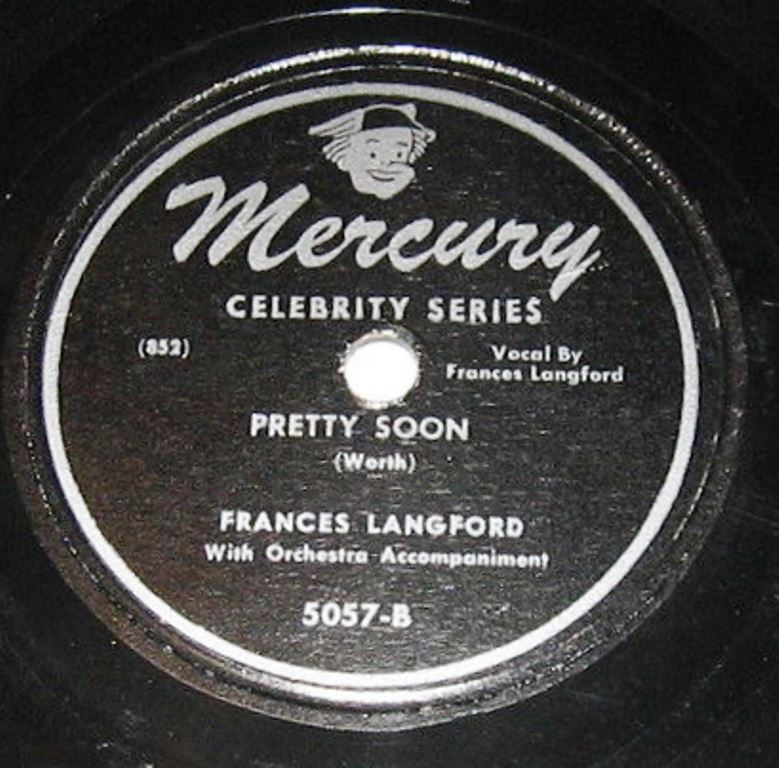 Mercury
CELEBRITY SERIES
(852)
Vocal By
Frances Langford
PRETTY SOON
(Worth)
FRANCES LANGFORD
With Orchestra Accompaniment
5057-B